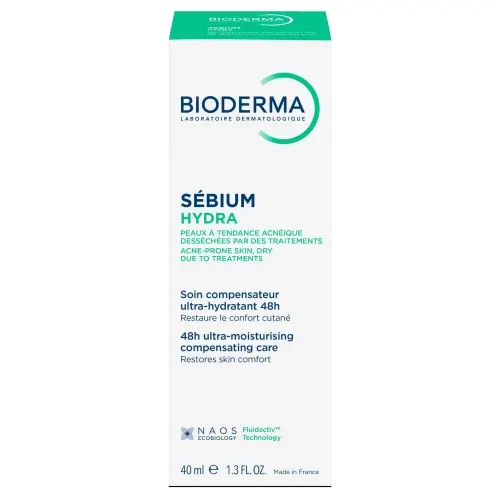 SÉBIUM
HYDRA
BIODERMA
LABORATOIRE DERMATOLOGIQUE
SÉBIUM
HYDRA
PEAUX À TENDANCE ACNÉIQUE
DESSÉCHÉES PAR DES TRAITEMENTS
ACNE-PRONE SKIN, DRY
DUE TO TREATMENTS
Soin compensateur
ultra-hydratant 48h
Restaure le confort cutané
48h ultra-moisturising
compensating care
Restores skin comfort
NAOS
ECOBIOLOGY
Fluidactiv™
Technology
40 ml ℮ 1.3 FL. OZ. Made in France